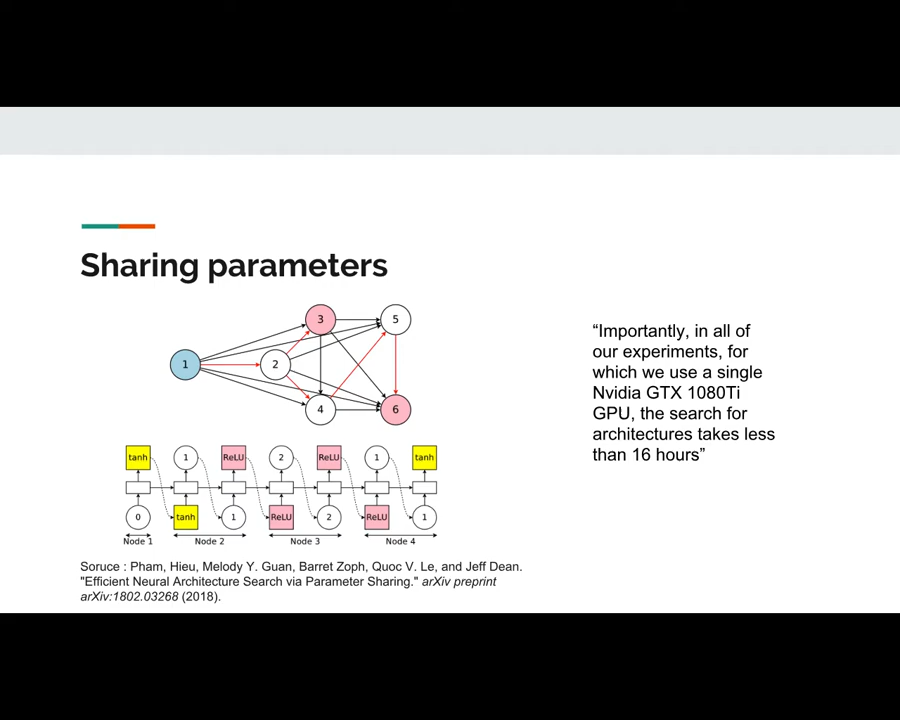 Sharing parameters
3
5
1
2
4
6
“Importantly, in all of
our experiments, for
which we use a single
Nvidia GTX 1080Ti
GPU, the search for
architectures takes less
than 16 hours”
tanh 1 ReLU 2 ReLU 1 tanh
0 tanh 1 ReLU 2 ReLU 1
Node 1 Node 2 Node 3 Node 4
Soruce : Pham, Hieu, Melody Y. Guan, Barret Zoph, Quoc V. Le, and Jeff Dean.
"Efficient Neural Architecture Search via Parameter Sharing." arXiv preprint
arXiv:1802.03268 (2018).